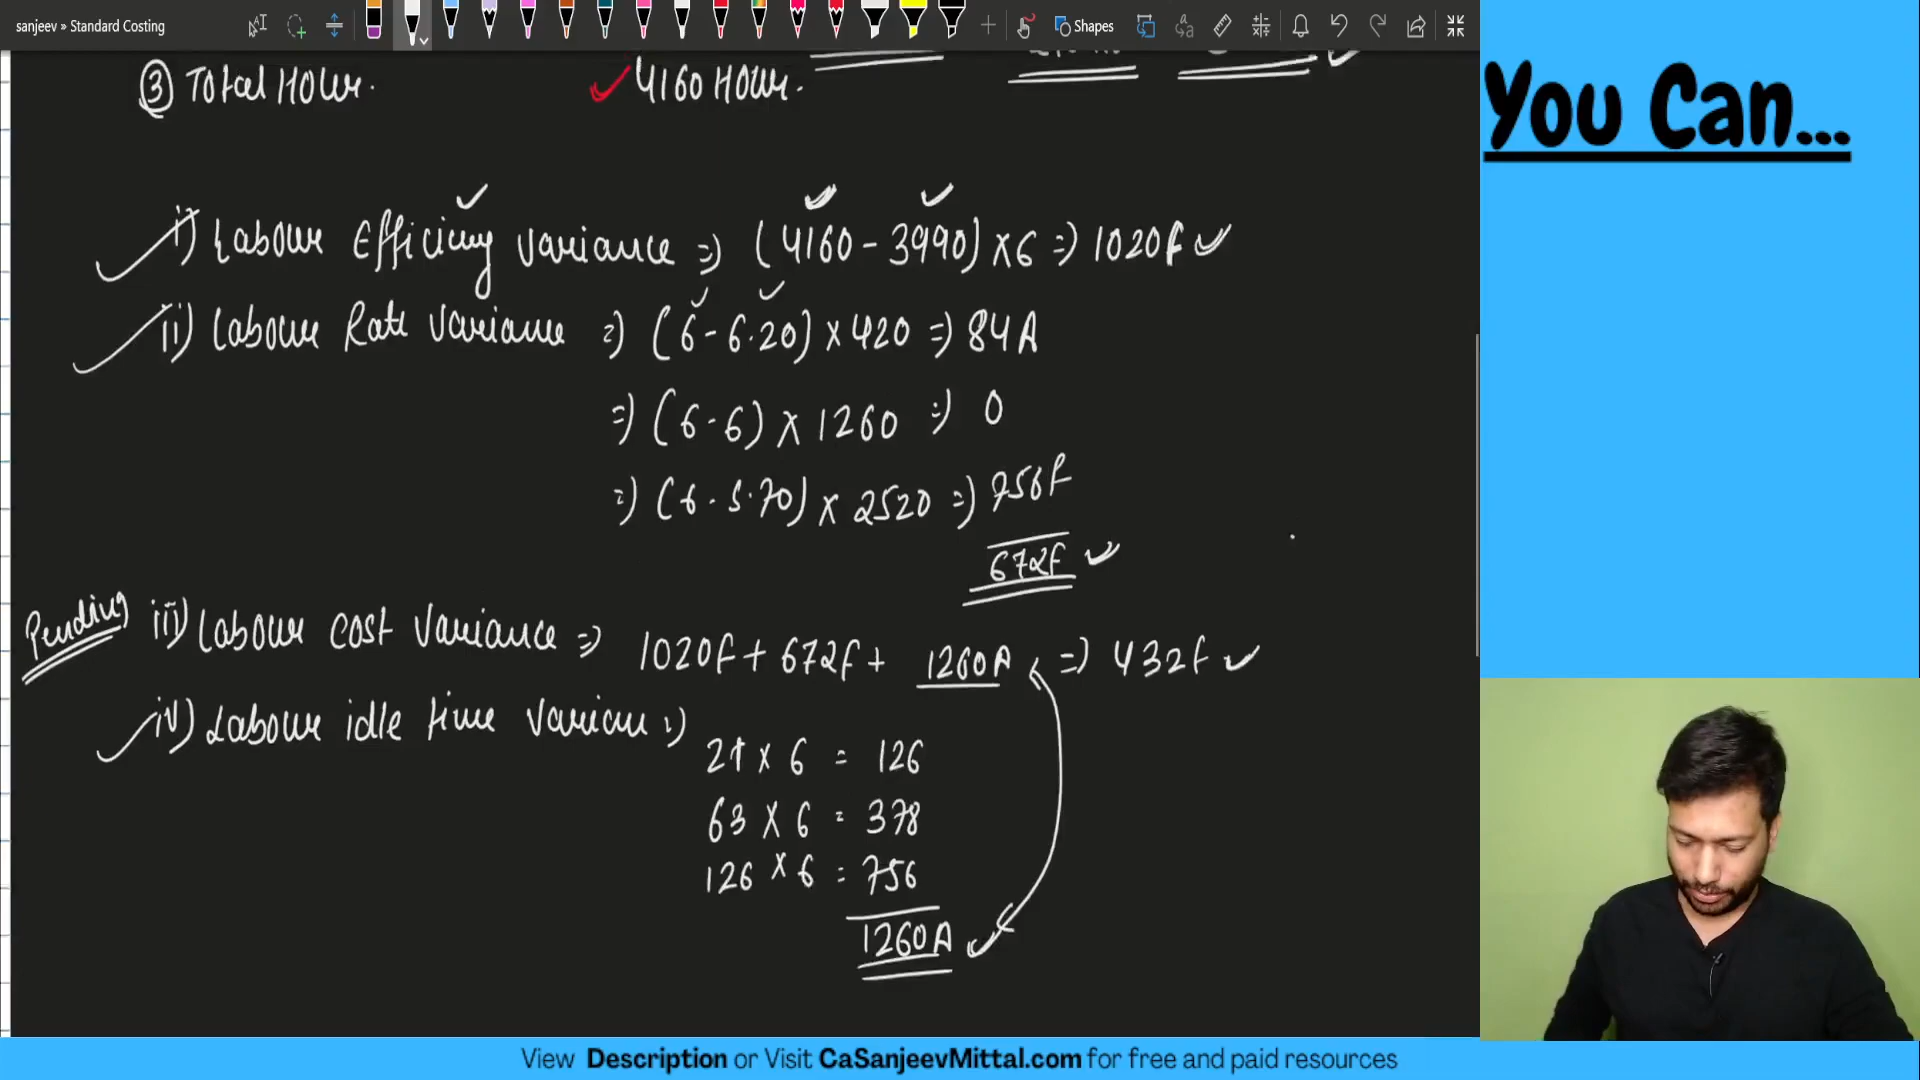 sanjeev » Standard Costing
Shapes
You Can...
③ Total Hour.
4160 Hour.
i) Labour Efficiency variance => (4160 - 3990) x 6 => 1020F
ii) Labour Rate Variance => (6 - 6.20) x 420 => 84A
=> (6 - 6) x 1260 => 0
=> (6 - 5.70) x 2520 => 756F
672F
Pending
iii) Labour cost Variance => 1020F + 672F + 1260A => 432F
iv) Labour idle time varian =>
21 x 6 = 126
63 x 6 = 378
126 x 6 = 756
1260A
View Description or Visit CaSanjeevMittal.com for free and paid resources